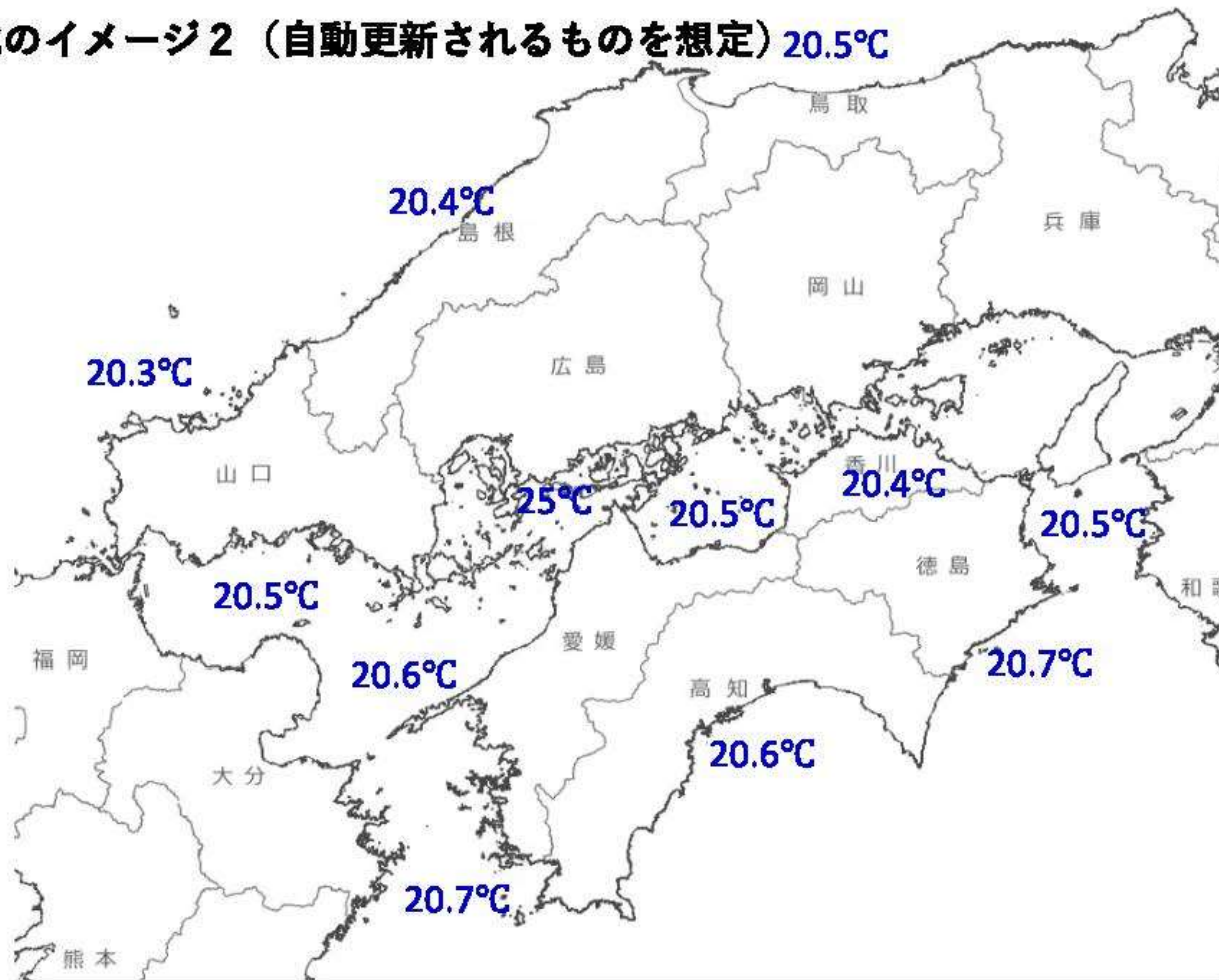 のイメージ２（自動更新されるものを想定）
20.5℃
鳥取
20.4℃
島根
兵庫
岡山
20.3℃
広島
山口
香川
20.4℃
25℃
20.5℃
20.5℃
徳島
20.5℃
和
愛媛
福岡
20.7℃
20.6℃
高知
20.6℃
大分
20.7℃
熊本